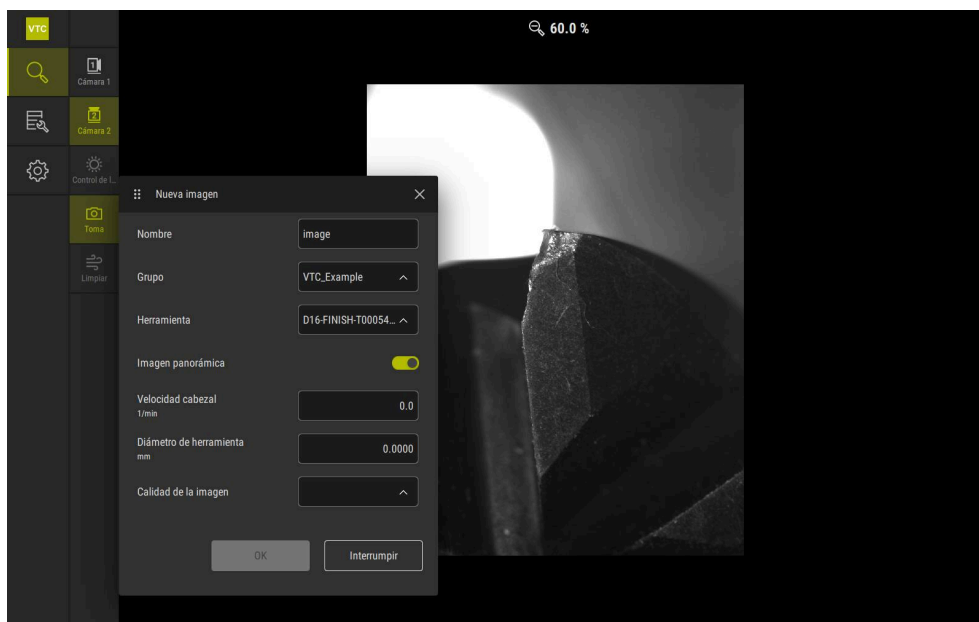 VTC
60.0 %
1
Cámara 1
2
Cámara 2
Control de l...
Toma
Limpiar
Nueva imagen
Nombre
image
Grupo
VTC_Example
Herramienta
D16-FINISH-T00054...
Imagen panorámica
Velocidad cabezal
1/min
0.0
Diámetro de herramienta
mm
0.0000
Calidad de la imagen
OK
Interrumpir